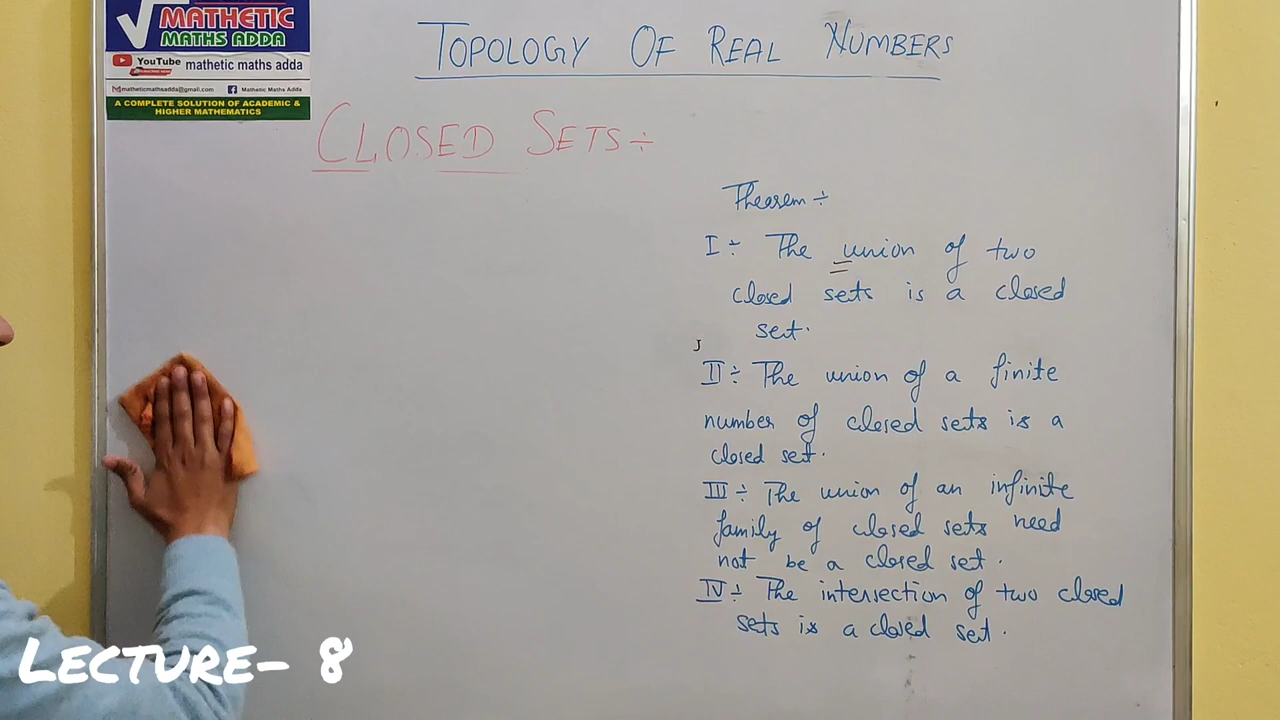 MATHETIC
MATHS ADDA
YouTube mathetic maths adda
matheticmathsadda@gmail.com Mathetic Maths Adda
A COMPLETE SOLUTION OF ACADEMIC &
HIGHER MATHEMATICS
TOPOLOGY OF REAL NUMBERS
CLOSED SETS ÷
Theorem ÷
I ÷ The union of two
closed sets is a closed
set.
II ÷ The union of a finite
number of closed sets is a
closed set.
III ÷ The union of an infinite
family of closed sets need
not be a closed set.
IV ÷ The intersection of two closed
sets is a closed set.
LECTURE- 8